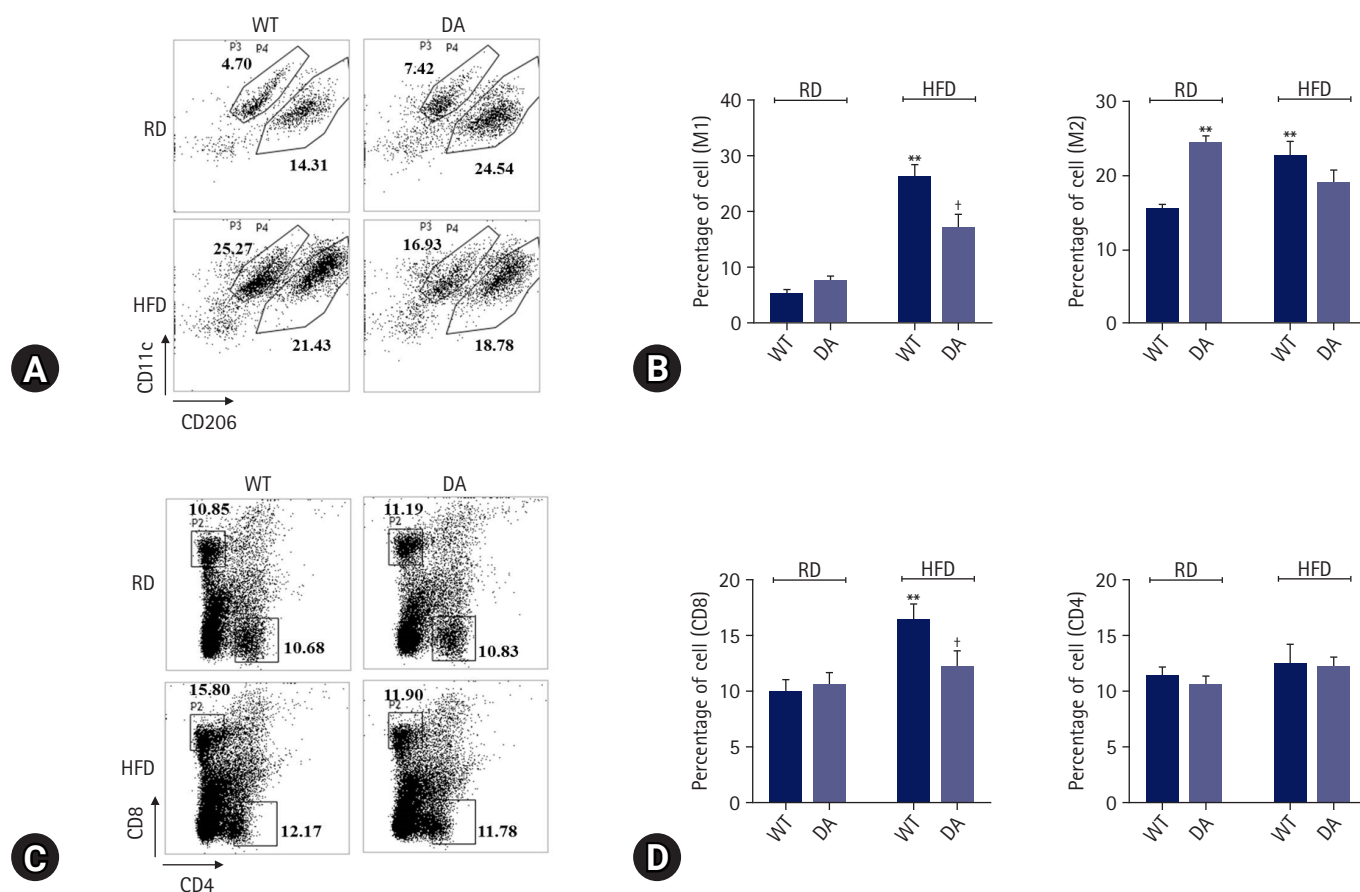 WT DA
RD
P3 P4
4.70
14.31
P3 P4
7.42
24.54
HFD
P3 P4
25.27
21.43
P3 P4
16.93
18.78
CD11c
CD206
A
Percentage of cell (M1)
40
30
20
10
0
RD HFD
**
†
WT DA WT DA
Percentage of cell (M2)
30
20
10
0
RD HFD
** **
WT DA WT DA
B
WT DA
RD
10.85
P2
10.68
11.19
P2
10.83
HFD
15.80
P2
12.17
11.90
P2
11.78
CD8
CD4
C
Percentage of cell (CD8)
20
15
10
5
0
RD HFD
**
†
WT DA WT DA
Percentage of cell (CD4)
20
15
10
5
0
RD HFD
WT DA WT DA
D